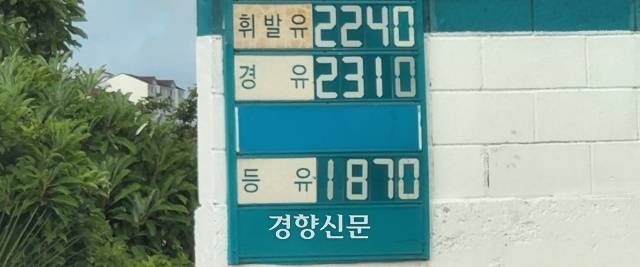 휘발유 2240
경 유 2310
등 유 1870
경향신문